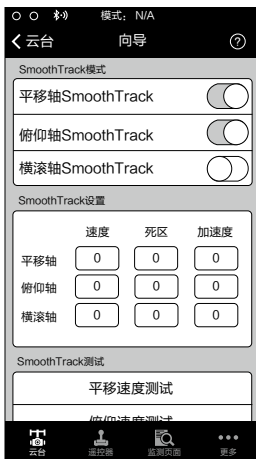 模式：N/A
云台 向导 ?
SmoothTrack模式
平移轴SmoothTrack
俯仰轴SmoothTrack
横滚轴SmoothTrack
SmoothTrack设置
速度 死区 加速度
平移轴 0 0 0
俯仰轴 0 0 0
横滚轴 0 0 0
SmoothTrack测试
平移速度测试
俯仰速度测试
云台 遥控器 监测页面 更多